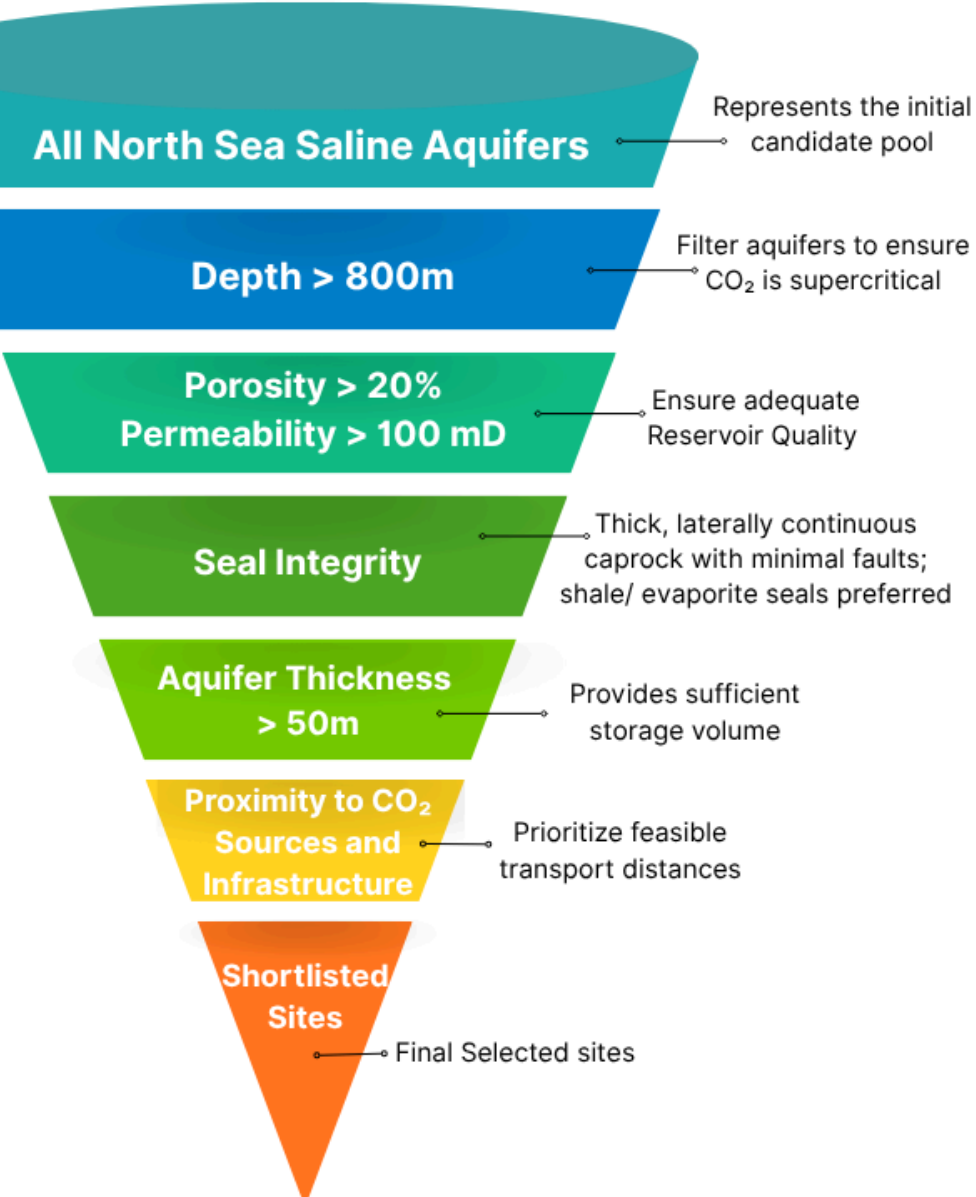 All North Sea Saline Aquifers
Represents the initial
candidate pool
Depth > 800m
Filter aquifers to ensure
CO₂ is supercritical
Porosity > 20%
Permeability > 100 mD
Ensure adequate
Reservoir Quality
Seal Integrity
Thick, laterally continuous
caprock with minimal faults;
shale/ evaporite seals preferred
Aquifer Thickness
> 50m
Provides sufficient
storage volume
Proximity to CO₂
Sources and
Infrastructure
Prioritize feasible
transport distances
Shortlisted
Sites
Final Selected sites